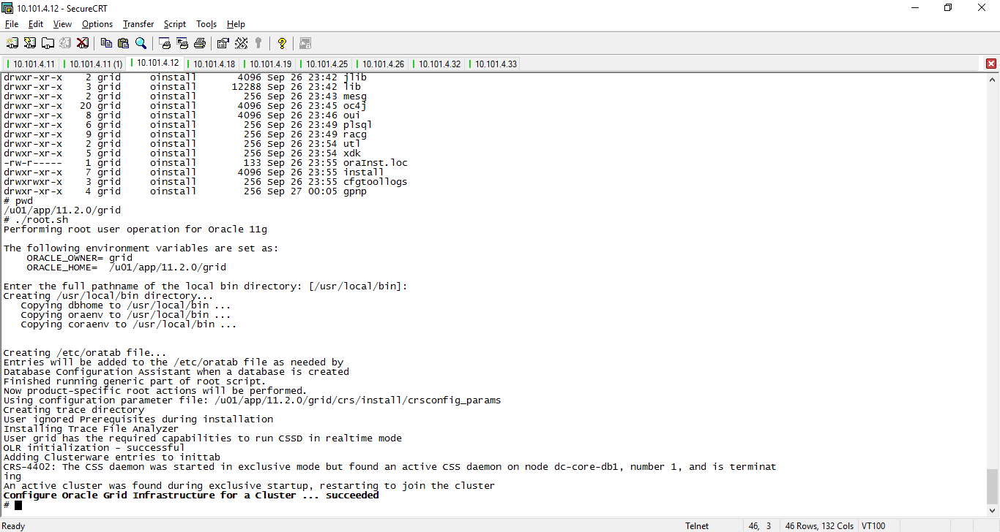 10.101.4.12 - SecureCRT
File Edit View Options Transfer Script Tools Help
10.101.4.11 10.101.4.11 (1) 10.101.4.12 10.101.4.18 10.101.4.19 10.101.4.25 10.101.4.26 10.101.4.32 10.101.4.33
drwxr-xr-x 2 grid oinstall 4096 Sep 26 23:42 jlib
drwxr-xr-x 3 grid oinstall 12288 Sep 26 23:42 lib
drwxr-xr-x 2 grid oinstall 256 Sep 26 23:43 mesg
drwxr-xr-x 20 grid oinstall 4096 Sep 26 23:45 oc4j
drwxr-xr-x 8 grid oinstall 4096 Sep 26 23:46 oui
drwxr-xr-x 6 grid oinstall 256 Sep 26 23:49 plsql
drwxr-xr-x 9 grid oinstall 256 Sep 26 23:49 racg
drwxr-xr-x 2 grid oinstall 256 Sep 26 23:54 utl
drwxr-xr-x 5 grid oinstall 256 Sep 26 23:54 xdk
-rw-r----- 1 grid oinstall 133 Sep 26 23:55 oraInst.loc
drwxr-xr-x 7 grid oinstall 4096 Sep 26 23:55 install
drwxrwxr-x 3 grid oinstall 256 Sep 26 23:55 cfgtoollogs
drwxr-xr-x 4 grid oinstall 256 Sep 27 00:05 gpnp
# pwd
/u01/app/11.2.0/grid
# ./root.sh
Performing root user operation for Oracle 11g
The following environment variables are set as:
ORACLE_OWNER= grid
ORACLE_HOME= /u01/app/11.2.0/grid
Enter the full pathname of the local bin directory: [/usr/local/bin]:
Creating /usr/local/bin directory...
Copying dbhome to /usr/local/bin ...
Copying oraenv to /usr/local/bin ...
Copying coraenv to /usr/local/bin ...
Creating /etc/oratab file...
Entries will be added to the /etc/oratab file as needed by
Database Configuration Assistant when a database is created
Finished running generic part of root script.
Now product-specific root actions will be performed.
Using configuration parameter file: /u01/app/11.2.0/grid/crs/install/crsconfig_params
Creating trace directory
User ignored Prerequisites during installation
Installing Trace File Analyzer
User grid has the required capabilities to run CSSD in realtime mode
OLR initialization - successful
Adding Clusterware entries to inittab
CRS-4402: The CSS daemon was started in exclusive mode but found an active CSS daemon on node dc-core-db1, number 1, and is terminat
ing
An active cluster was found during exclusive startup, restarting to join the cluster
Configure Oracle Grid Infrastructure for a Cluster ... succeeded
#
Ready Telnet 46, 3 46 Rows, 132 Cols VT100